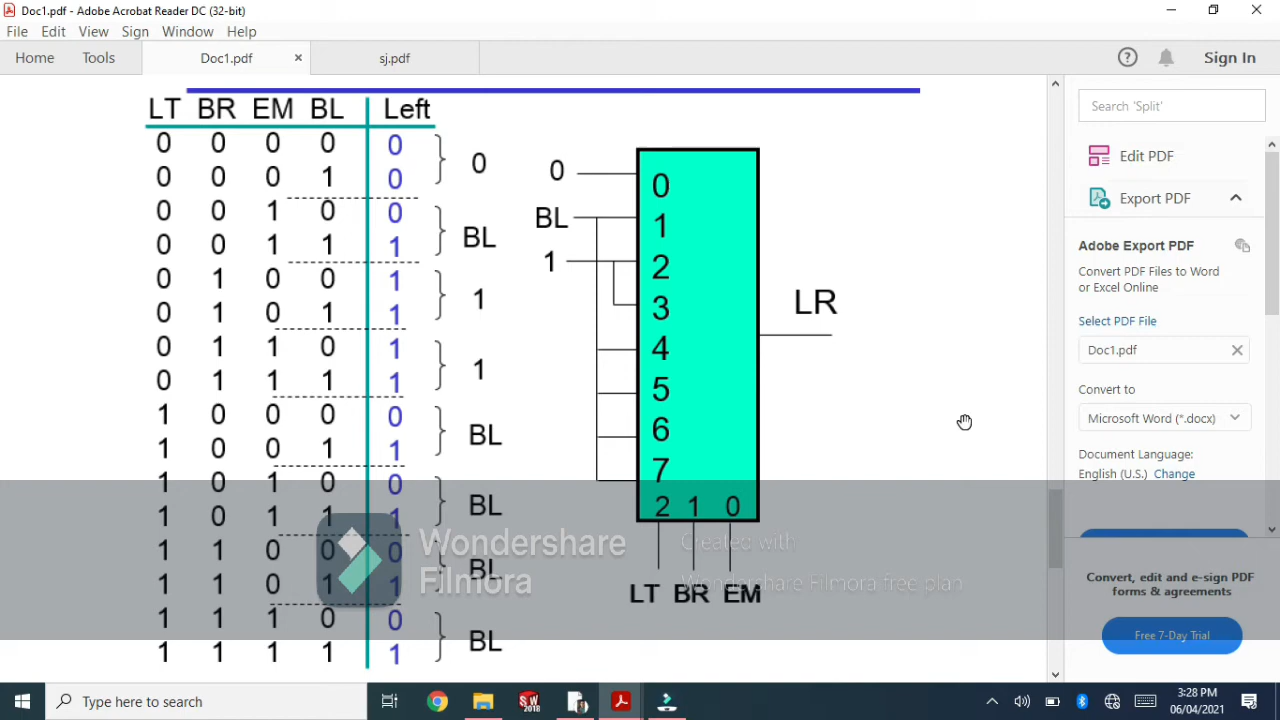 Doc1.pdf - Adobe Acrobat Reader DC (32-bit)
File Edit View Sign Window Help
Home Tools Doc1.pdf × sj.pdf Sign In
LT BR EM BL Left
0 0 0 0 0
0 0 0 1 0
0
0 0 1 0 0
0 0 1 1 1
BL
0 1 0 0 1
0 1 0 1 1
1
0 1 1 0 1
0 1 1 1 1
1
1 0 0 0 0
1 0 0 1 1
BL
1 0 1 0 0
1 0 1 1 1
BL
1 1 0 0 0
1 1 0 1 1
BL
1 1 1 0 0
1 1 1 1 1
BL
0 0
BL 1
1 2
3
4
5
6
7
2 1 0
LT BR EM
LR
Search 'Split'
Edit PDF
Export PDF
Adobe Export PDF
Convert PDF Files to Word
or Excel Online
Select PDF File
Doc1.pdf
Convert to
Microsoft Word (*.docx)
Document Language:
English (U.S.) Change
Convert, edit and e-sign PDF
forms & agreements
Free 7-Day Trial
Wondershare
Filmora
Created with
Wondershare Filmora free plan
Type here to search
SW
2018
3:28 PM
06/04/2021